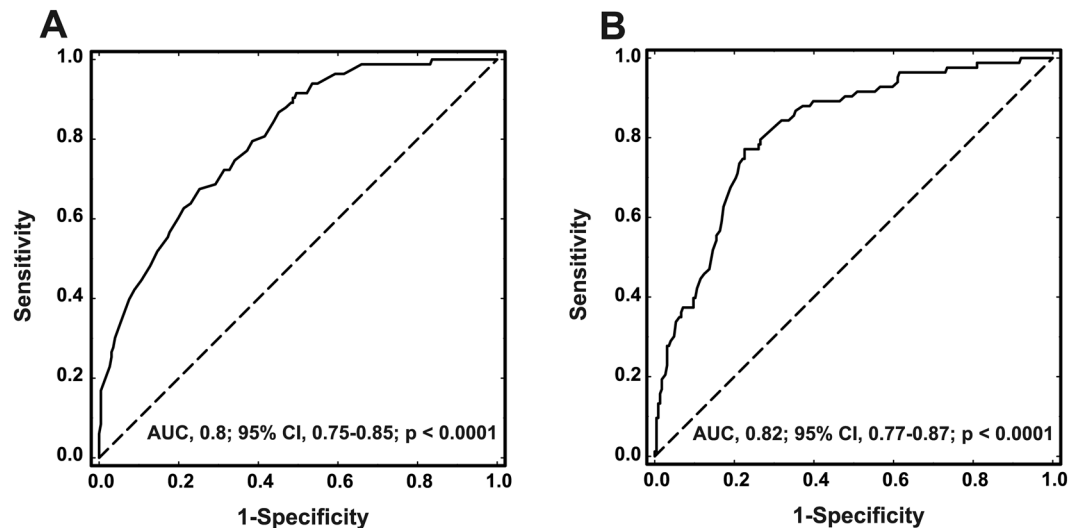 A
1.0
0.8
0.6
0.4
0.2
0.0
Sensitivity
AUC, 0.8; 95% CI, 0.75-0.85; p < 0.0001
0.0 0.2 0.4 0.6 0.8 1.0
1-Specificity
B
1.0
0.8
0.6
0.4
0.2
0.0
Sensitivity
AUC, 0.82; 95% CI, 0.77-0.87; p < 0.0001
0.0 0.2 0.4 0.6 0.8 1.0
1-Specificity